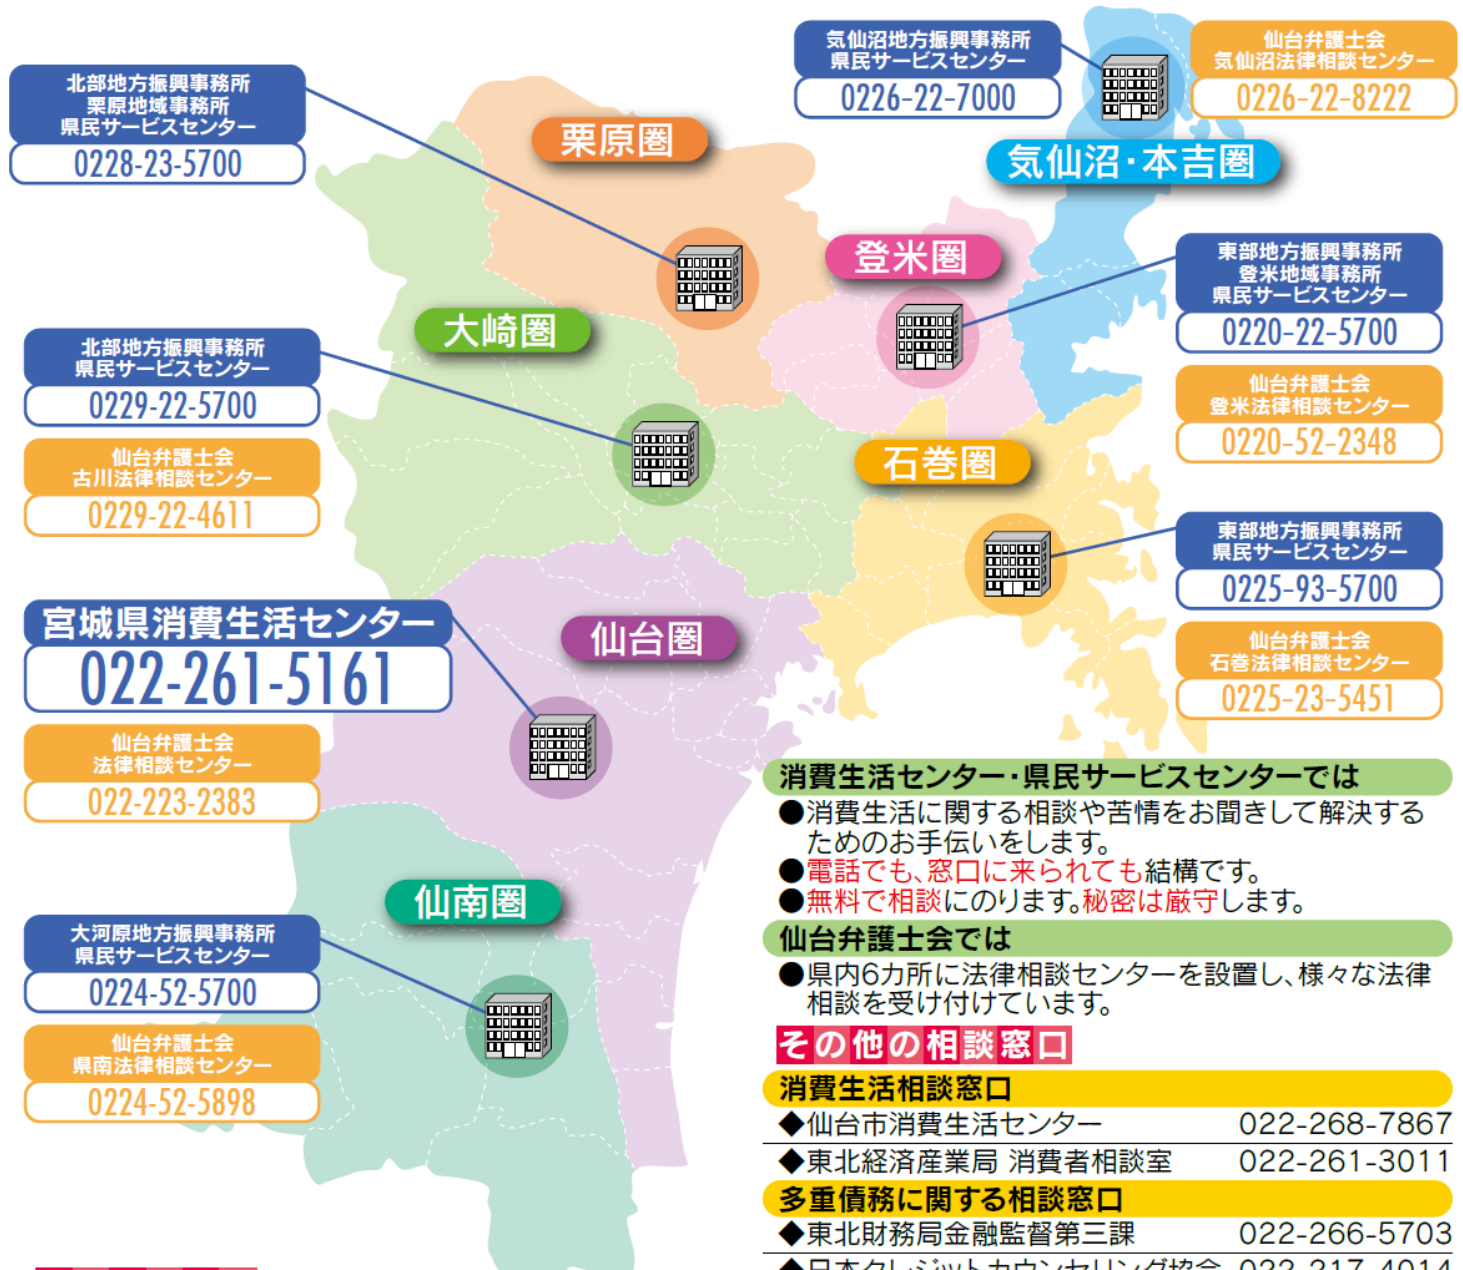 北部地方振興事務所
栗原地域事務所
県民サービスセンター
0228-23-5700
気仙沼地方振興事務所
県民サービスセンター
0226-22-7000
仙台弁護士会
気仙沼法律相談センター
0226-22-8222
栗原圏
気仙沼・本吉圏
登米圏
東部地方振興事務所
登米地域事務所
県民サービスセンター
0220-22-5700
大崎圏
北部地方振興事務所
県民サービスセンター
0229-22-5700
仙台弁護士会
登米法律相談センター
0220-52-2348
仙台弁護士会
古川法律相談センター
0229-22-4611
石巻圏
東部地方振興事務所
県民サービスセンター
0225-93-5700
宮城県消費生活センター
022-261-5161
仙台圏
仙台弁護士会
石巻法律相談センター
0225-23-5451
仙台弁護士会
法律相談センター
022-223-2383
仙南圏
大河原地方振興事務所
県民サービスセンター
0224-52-5700
仙台弁護士会
県南法律相談センター
0224-52-5898
消費生活センター・県民サービスセンターでは
●消費生活に関する相談や苦情をお聞きして解決する
ためのお手伝いをします。
●電話でも、窓口に来られても結構です。
●無料で相談にのります。秘密は厳守します。
仙台弁護士会では
●県内6カ所に法律相談センターを設置し、様々な法律
相談を受け付けています。
その他の相談窓口
消費生活相談窓口
◆仙台市消費生活センター 022-268-7867
◆東北経済産業局 消費者相談室 022-261-3011
多重債務に関する相談窓口
◆東北財務局金融監督第三課 022-266-5703
◆日本クレジットカウンセリング協会 022-217-4014